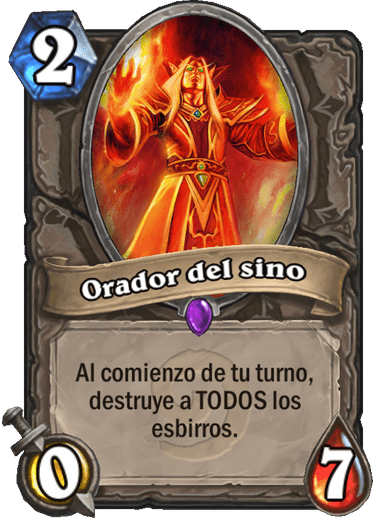 2
Orador del sino
Al comienzo de tu turno,
destruye a TODOS los
esbirros.
0
7